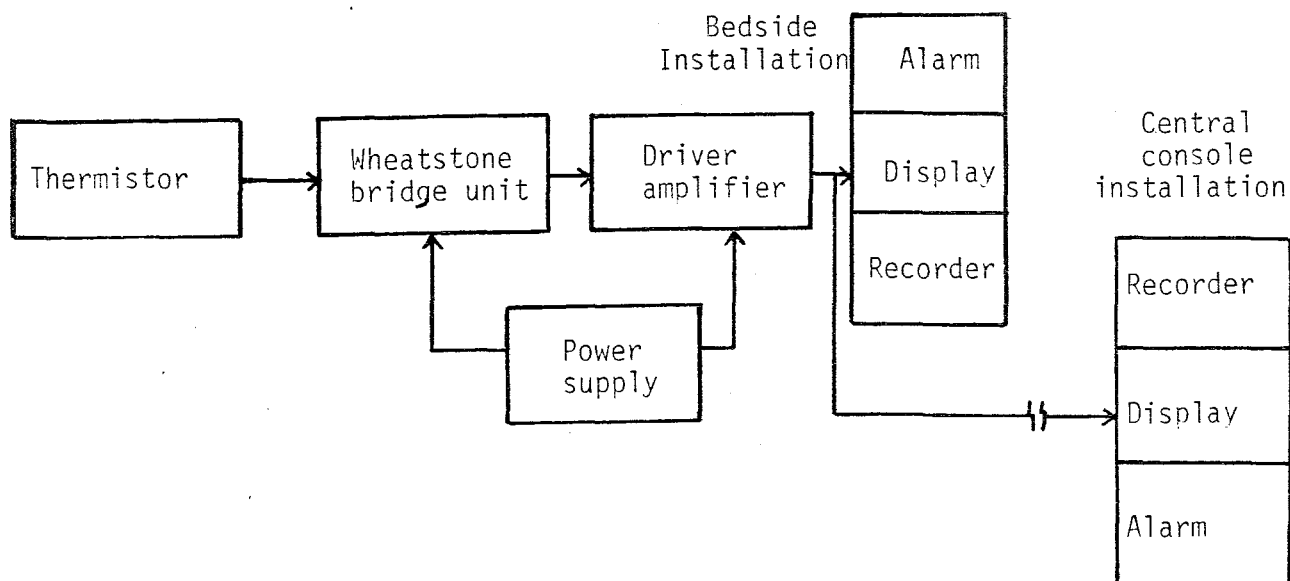 Bedside
Installation
Alarm
Thermistor
Wheatstone
bridge unit
Driver
amplifier
Display
Recorder
Central
console
installation
Power
supply
Recorder
Display
Alarm